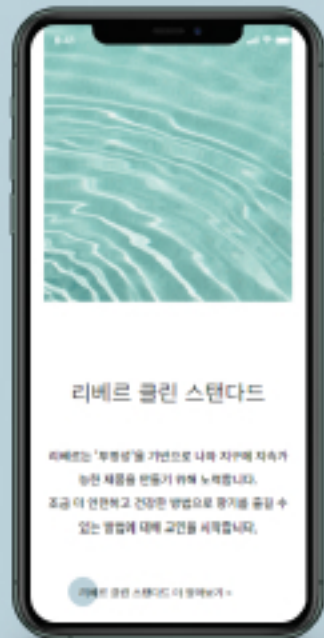 9:41
리베르 클린 스탠다드
리베르는 '투명성'을 기반으로 나와 지구에 지속가
능한 제품을 만들기 위해 노력합니다.
조금 더 안전하고 건강한 방법으로 향기를 즐길 수
있는 방법에 대해 고민을 시작합니다.
리베르 클린 스탠다드 더 알아보기 >